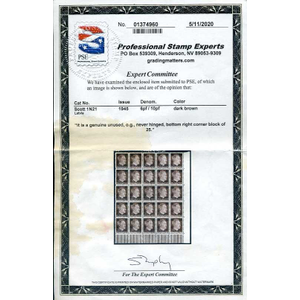 No. 01374960 5/11/2020
PSE
Professional Stamp Experts
PO Box 539309, Henderson, NV 89053-9309
gradingmatters.com
Expert Committee
We have examined the enclosed item submitted to PSE, of which
an image is shown below, and are of the opinion that:
Cat No. Issue Denom. Color
Scott 1N21 1945 6pf / 10pf dark brown
"It is a genuine unused, o.g., never hinged, bottom right corner block of
25."
For The Expert Committee